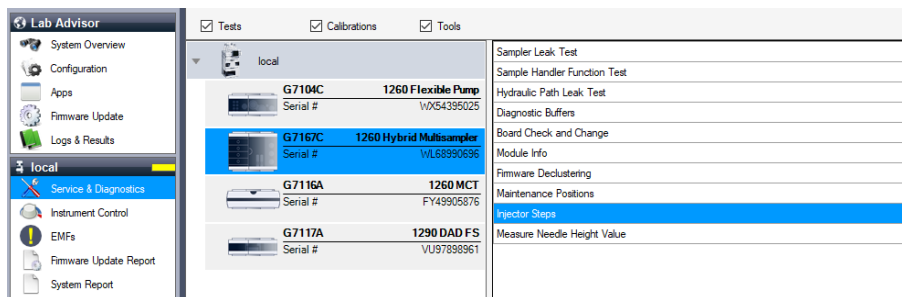 Lab Advisor
System Overview
Configuration
Apps
Firmware Update
Logs & Results
local
Service & Diagnostics
Instrument Control
EMFs
Firmware Update Report
System Report
Tests Calibrations Tools
local
G7104C 1260 Flexible Pump
Serial # WX54395025
G7167C 1260 Hybrid Multisampler
Serial # WL68990696
G7116A 1260 MCT
Serial # FY49905876
G7117A 1290 DAD FS
Serial # VU97898961
Sampler Leak Test
Sample Handler Function Test
Hydraulic Path Leak Test
Diagnostic Buffers
Board Check and Change
Module Info
Firmware Declustering
Maintenance Positions
Injector Steps
Measure Needle Height Value